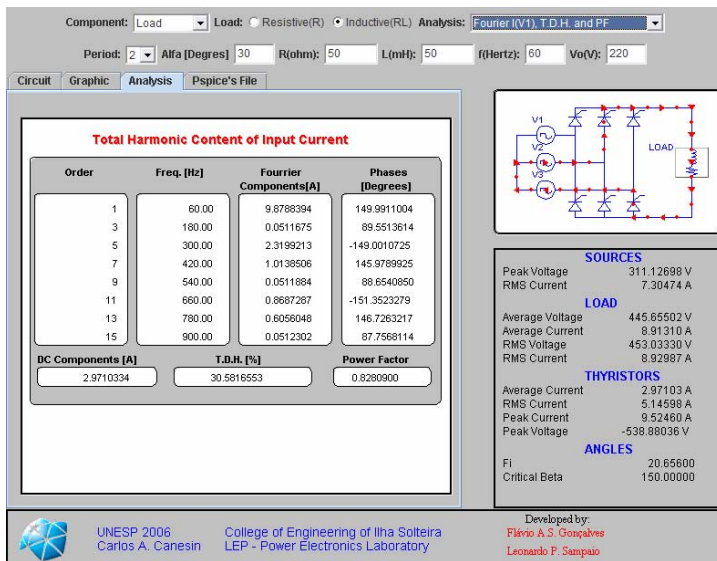 Component: Load Load: Resistive(R) Inductive(RL) Analysis: Fourier I(V1), T.D.H. and PF
Period: 2 Alfa [Degres] 30 R(ohm): 50 L(mH): 50 f(Hertz): 60 Vo(V): 220
Circuit Graphic Analysis Pspice's File
Total Harmonic Content of Input Current
Order Freq. [Hz] Fourrier Components[A] Phases [Degrees]
1 60.00 9.8788394 149.9911004
3 180.00 0.0511675 89.5513614
5 300.00 2.3199213 -149.0010725
7 420.00 1.0138506 145.9789925
9 540.00 0.0511884 88.6540850
11 660.00 0.8687287 -151.3523279
13 780.00 0.6056048 146.7263217
15 900.00 0.0512302 87.7568114
DC Components [A] T.D.H. [%] Power Factor
2.9710334 30.5816553 0.8280900
V1
V2
V3
LOAD
SOURCES
Peak Voltage 311.12698 V
RMS Current 7.30474 A
LOAD
Average Voltage 445.65502 V
Average Current 8.91310 A
RMS Voltage 453.03330 V
RMS Current 8.92987 A
THYRISTORS
Average Current 2.97103 A
RMS Current 5.14598 A
Peak Current 9.52460 A
Peak Voltage -538.88036 V
ANGLES
Fi 20.65600
Critical Beta 150.00000
UNESP 2006 College of Engineering of Ilha Solteira
Carlos A. Canesin LEP - Power Electronics Laboratory
Developed by:
Flávio A.S. Gonçalves
Leonardo P. Sampaio